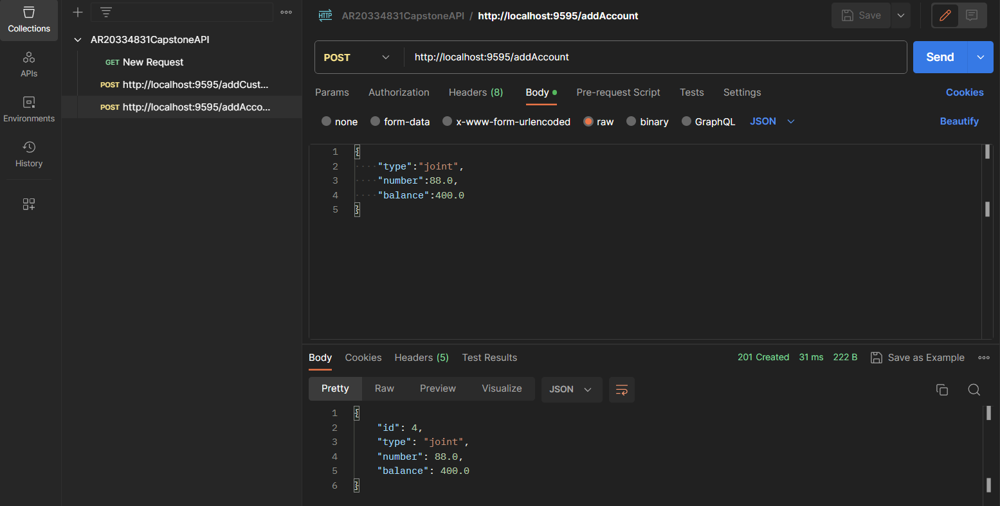 Collections
APIs
Environments
History
AR20334831CapstoneAPI
GET New Request
POST http://localhost:9595/addCust...
POST http://localhost:9595/addAcco...
HTTP AR20334831CapstoneAPI / http://localhost:9595/addAccount
Save
POST http://localhost:9595/addAccount
Send
Params Authorization Headers (8) Body Pre-request Script Tests Settings Cookies
none form-data x-www-form-urlencoded raw binary GraphQL JSON Beautify
1 {
2 ····"type":"joint",
3 ····"number":88.0,
4 ····"balance":400.0
5 }
Body Cookies Headers (5) Test Results 201 Created 31 ms 222 B Save as Example
Pretty Raw Preview Visualize JSON
1 {
2 "id": 4,
3 "type": "joint",
4 "number": 88.0,
5 "balance": 400.0
6 }